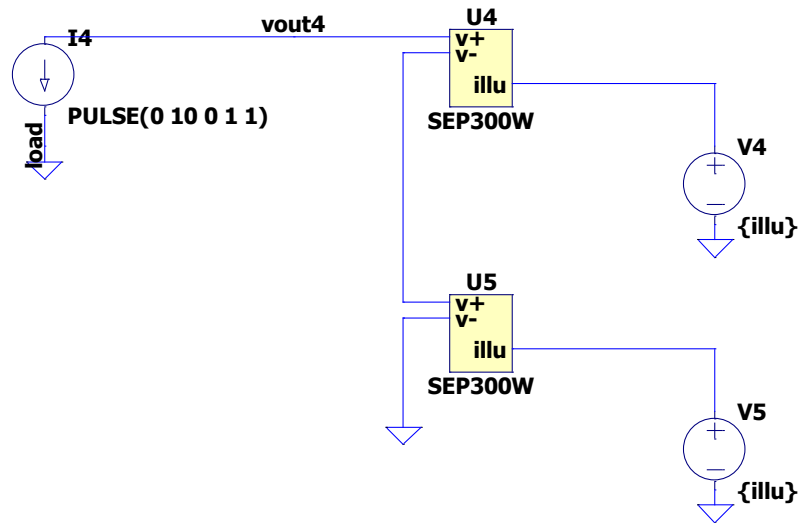 vout4
U4
I4
v+
v-
illu
PULSE(0 10 0 1 1)
SEP300W
load
V4
{illu}
U5
v+
v-
illu
SEP300W
V5
{illu}